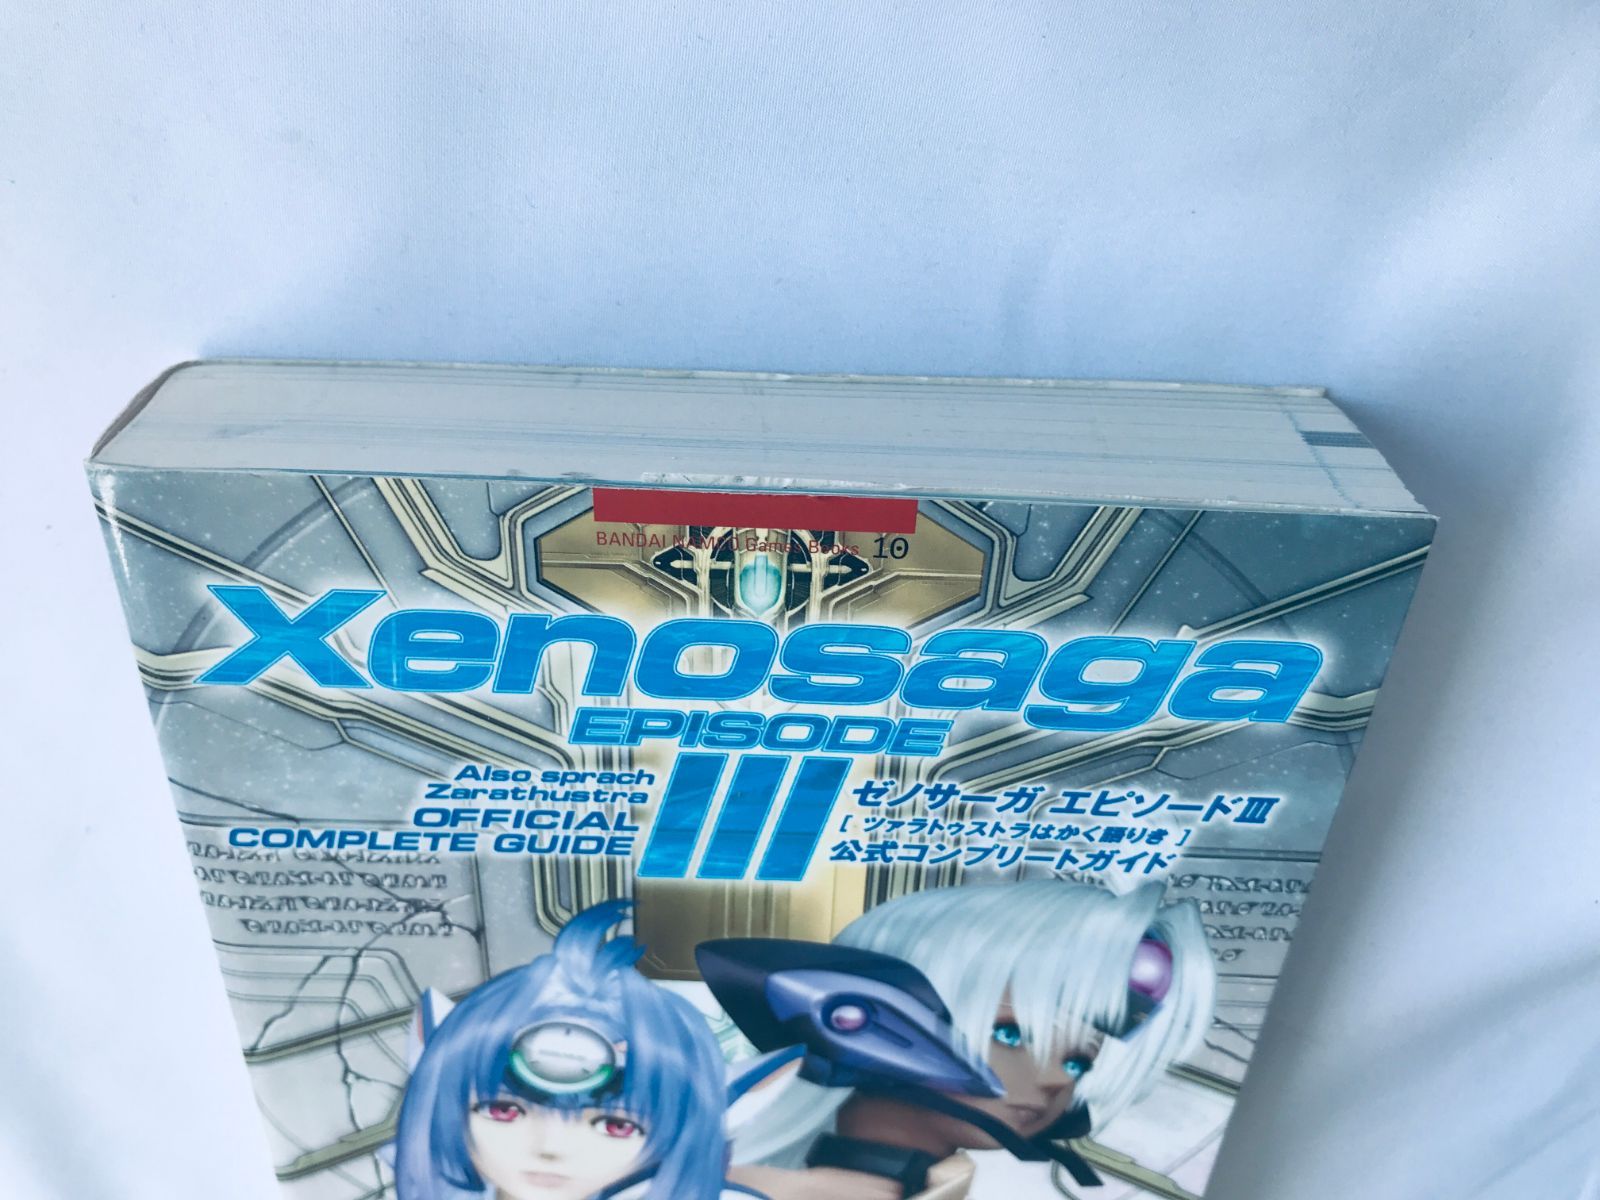 BANDAI NAMCO Games Books 10
Xenosaga
EPISODE
III
Also sprach
Zarathustra
OFFICIAL
COMPLETE GUIDE
ゼノサーガ エピソードIII
[ ツァラトゥストラはかく語りき ]
公式コンプリートガイド